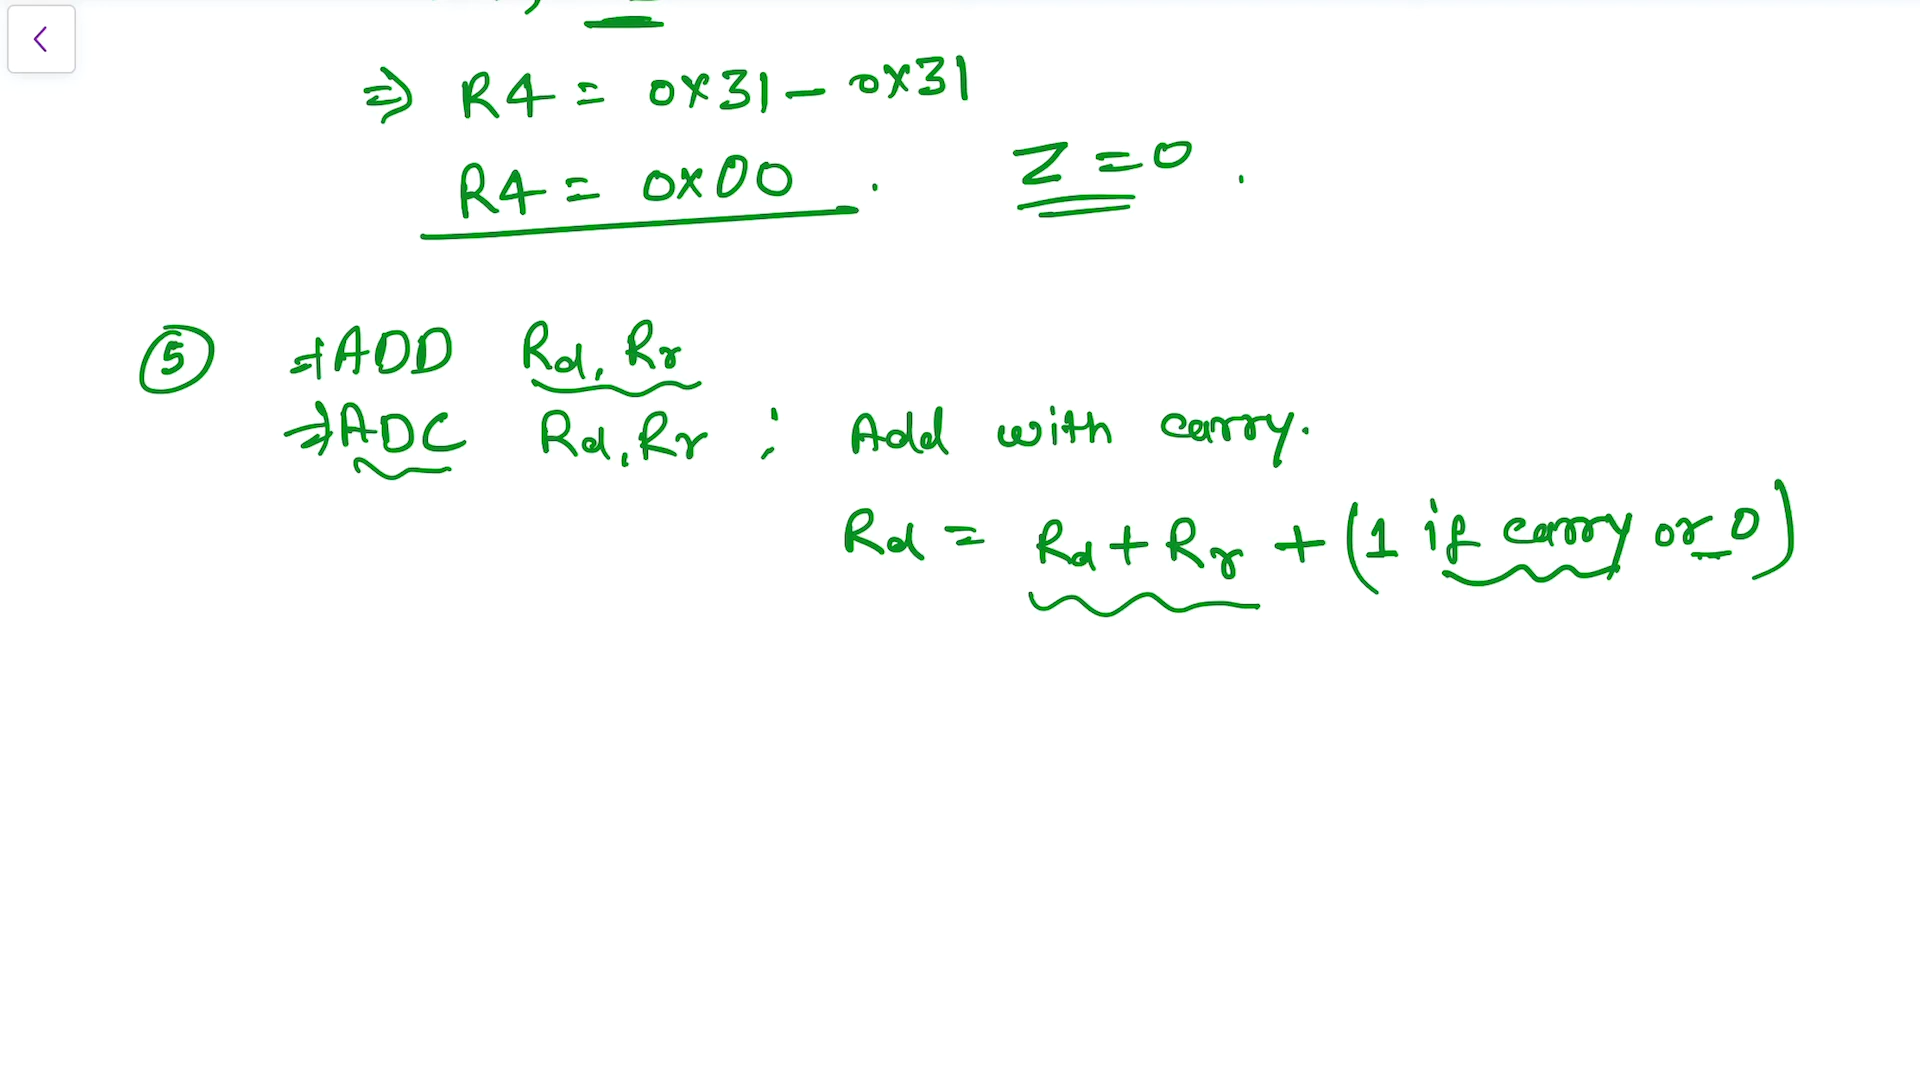 ⇒ R4 = 0x31 - 0x31
R4 = 0x00 . Z = 0 .
⑤ ⇒ ADD Rd, Rr
⇒ ADC Rd, Rr ; Add with carry.
Rd = Rd + Rr + (1 if carry or 0)